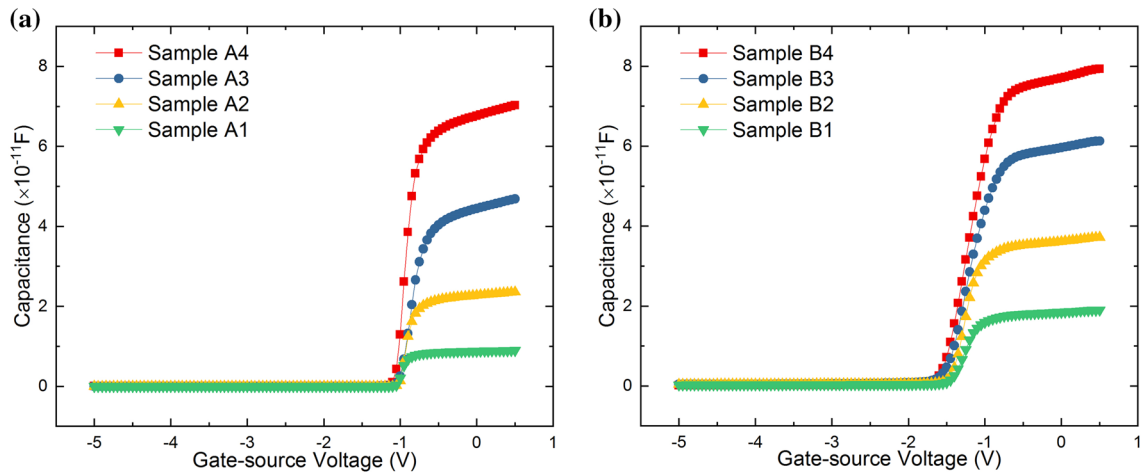 (a)
Sample A4
Sample A3
Sample A2
Sample A1
Capacitance (×10⁻¹¹F)
8
6
4
2
0
-5 -4 -3 -2 -1 0 1
Gate-source Voltage (V)
(b)
Sample B4
Sample B3
Sample B2
Sample B1
Capacitance (×10⁻¹¹F)
8
6
4
2
0
-5 -4 -3 -2 -1 0 1
Gate-source Voltage (V)